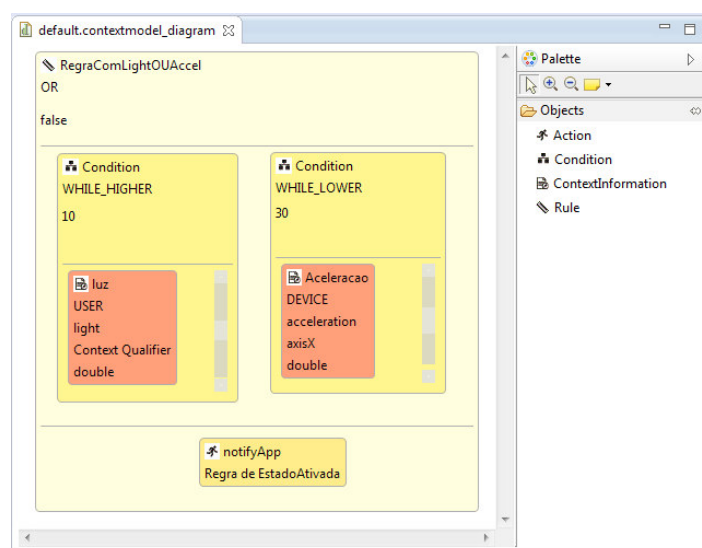 default.contextmodel_diagram
RegraComLightOUAccel
OR
false
Condition
WHILE_HIGHER
10
luz
USER
light
Context Qualifier
double
Condition
WHILE_LOWER
30
Aceleracao
DEVICE
acceleration
axisX
double
notifyApp
Regra de EstadoAtivada
Palette
Objects
Action
Condition
ContextInformation
Rule